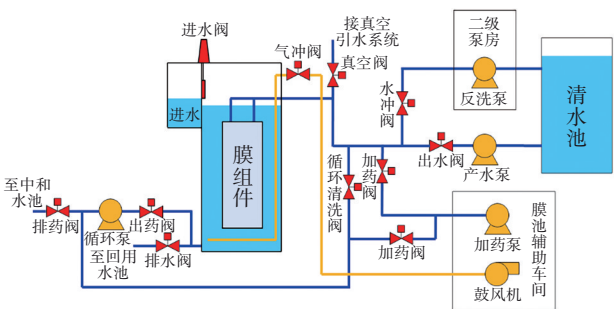 进水阀
接真空
引水系统
二级
泵房
气冲阀
真空阀
水冲阀
反洗泵
清水池
进水
膜组件
出水阀
产水泵
循环清洗阀
加药阀
至中和
水池
排药阀
循环泵
出药阀
至回用
水池
排水阀
加药阀
加药泵
鼓风机
膜池辅助车间